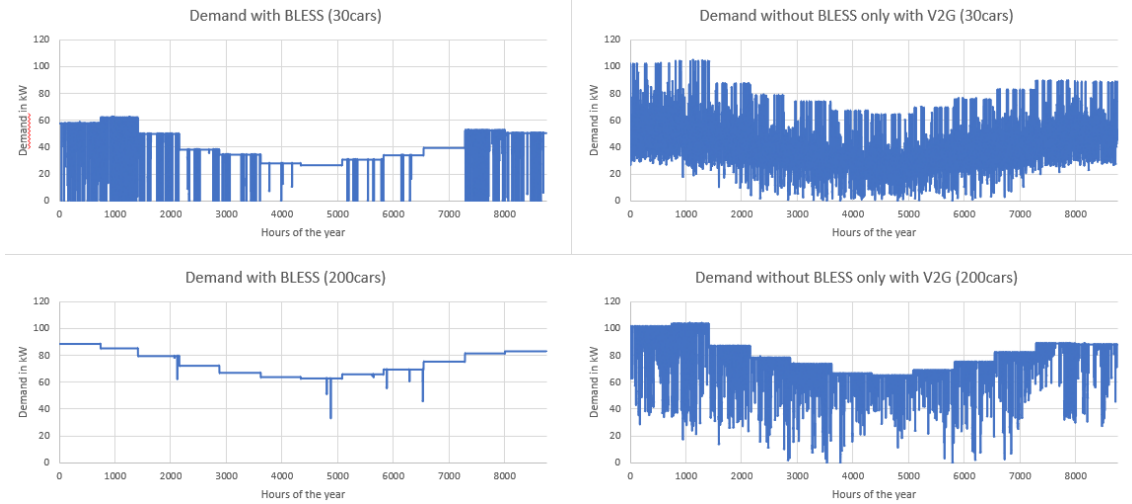 Demand with BLESS (30cars)
120
100
80
60
40
20
0
Demand in kW
0 1000 2000 3000 4000 5000 6000 7000 8000
Hours of the year
Demand without BLESS only with V2G (30cars)
120
100
80
60
40
20
0
Demand in kW
0 1000 2000 3000 4000 5000 6000 7000 8000
Hours of the year
Demand with BLESS (200cars)
120
100
80
60
40
20
0
Demand in kW
0 1000 2000 3000 4000 5000 6000 7000 8000
Hours of the year
Demand without BLESS only with V2G (200cars)
120
100
80
60
40
20
0
Demand in kW
0 1000 2000 3000 4000 5000 6000 7000 8000
Hours of the year